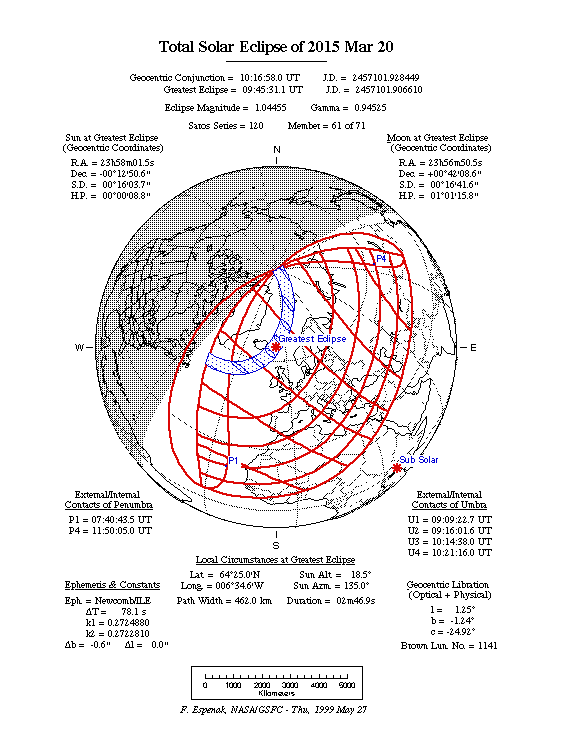 Total Solar Eclipse of 2015 Mar 20
Geocentric Conjunction = 10:16:58.0 UT J.D. = 2457101.928449
Greatest Eclipse = 09:45:31.1 UT J.D. = 2457101.906610
Eclipse Magnitude = 1.04455 Gamma = 0.94525
Saros Series = 120 Member = 61 of 71
Sun at Greatest Eclipse
(Geocentric Coordinates)
R.A. = 23h58m01.5s
Dec. = -00°12'50.6"
S.D. = 00°16'03.7"
H.P. = 00°00'08.8"
Moon at Greatest Eclipse
(Geocentric Coordinates)
R.A. = 23h56m50.5s
Dec. = +00°42'08.6"
S.D. = 00°16'41.6"
H.P. = 01°01'15.8"
N
P4
W
Greatest Eclipse
E
P1
Sub Solar
S
External/Internal
Contacts of Penumbra
P1 = 07:40:43.5 UT
P4 = 11:50:05.0 UT
External/Internal
Contacts of Umbra
U1 = 09:09:22.7 UT
U2 = 09:16:01.6 UT
U3 = 10:14:38.0 UT
U4 = 10:21:16.0 UT
Local Circumstances at Greatest Eclipse
Lat. = 64°25.0'N Sun Alt. = 18.5°
Long. = 006°34.6'W Sun Azm. = 135.0°
Path Width = 462.0 km Duration = 02m46.9s
Ephemeris & Constants
Eph. = Newcomb/ILE
ΔT = 78.1 s
k1 = 0.2724880
k2 = 0.2722810
Δb = -0.6" Δl = 0.0"
Geocentric Libration
(Optical + Physical)
l = 1.25°
b = -1.24°
c = -24.92°
Brown Lun. No. = 1141
0 1000 2000 3000 4000 5000
Kilometers
F. Espenak, NASA/GSFC - Thu, 1999 May 27